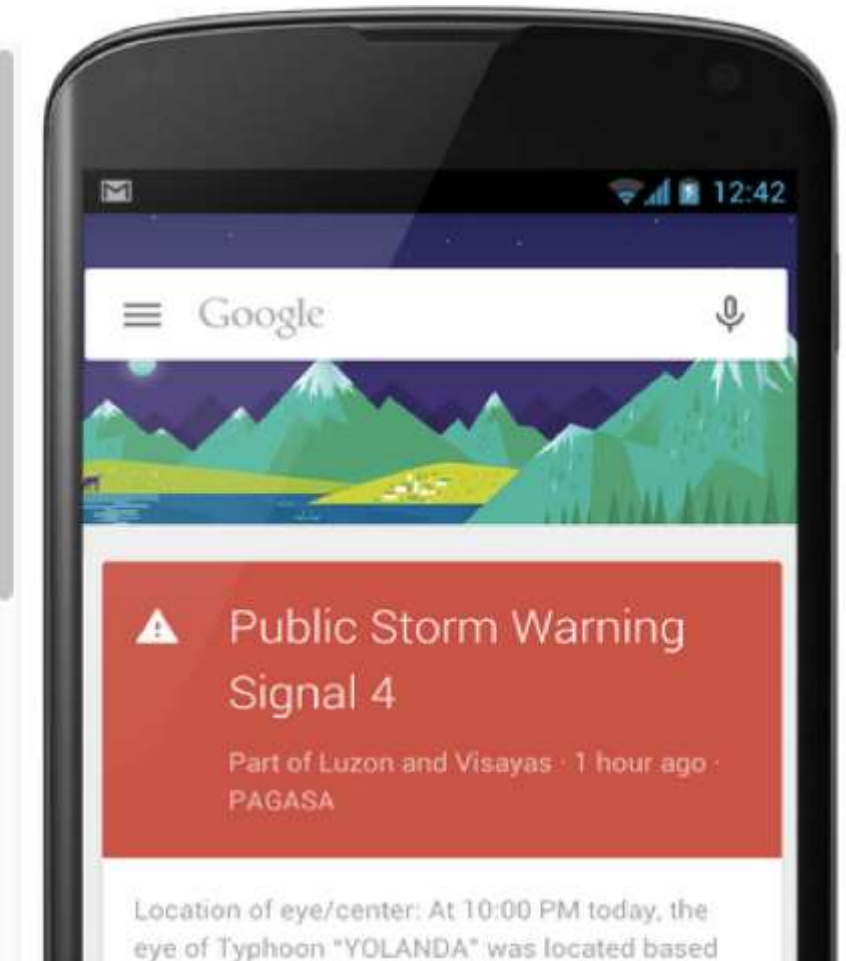 12:42
Google
Public Storm Warning
Signal 4
Part of Luzon and Visayas · 1 hour ago ·
PAGASA
Location of eye/center: At 10:00 PM today, the
eye of Typhoon "YOLANDA" was located based